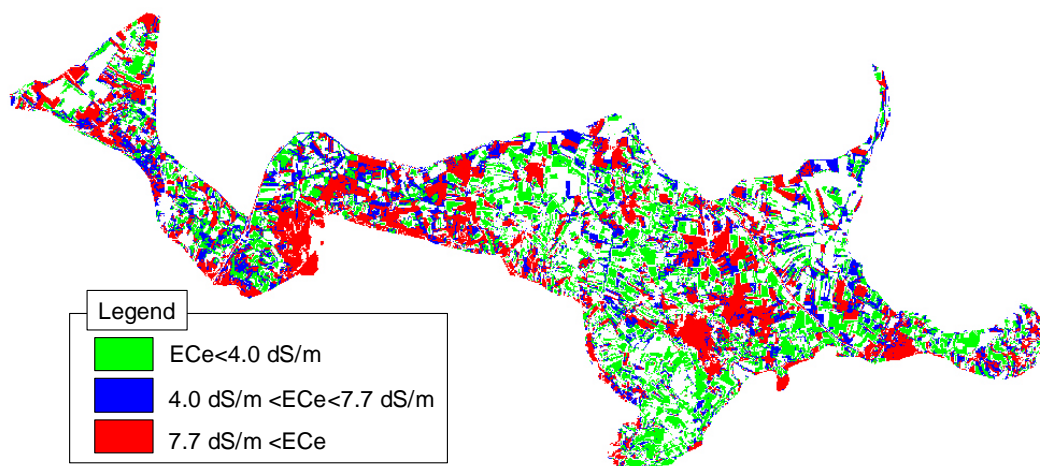 Legend
ECe<4.0 dS/m
4.0 dS/m <ECe<7.7 dS/m
7.7 dS/m <ECe